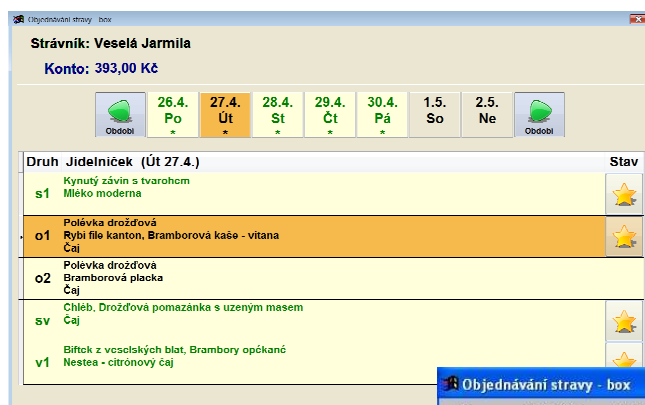 Objednávání stravy - box
Strávník: Veselá Jarmila
Konto: 393,00 Kč
Období
26.4. Po *
27.4. Út *
28.4. St *
29.4. Čt *
30.4. Pá *
1.5. So
2.5. Ne
Období
Druh Jídelníček (Út 27.4.) Stav
s1
Kynutý závin s tvarohem
Mléko moderna
o1
Polévka drožďová
Rybí file kanton, Bramborová kaše - vitana
Čaj
o2
Polévka drožďová
Bramborová placka
Čaj
sv
Chléb, Drožďová pomazánka s uzeným masem
Čaj
v1
Biftek z veselských blat, Brambory opékané
Nestea - citrónový čaj
Objednávání stravy - box